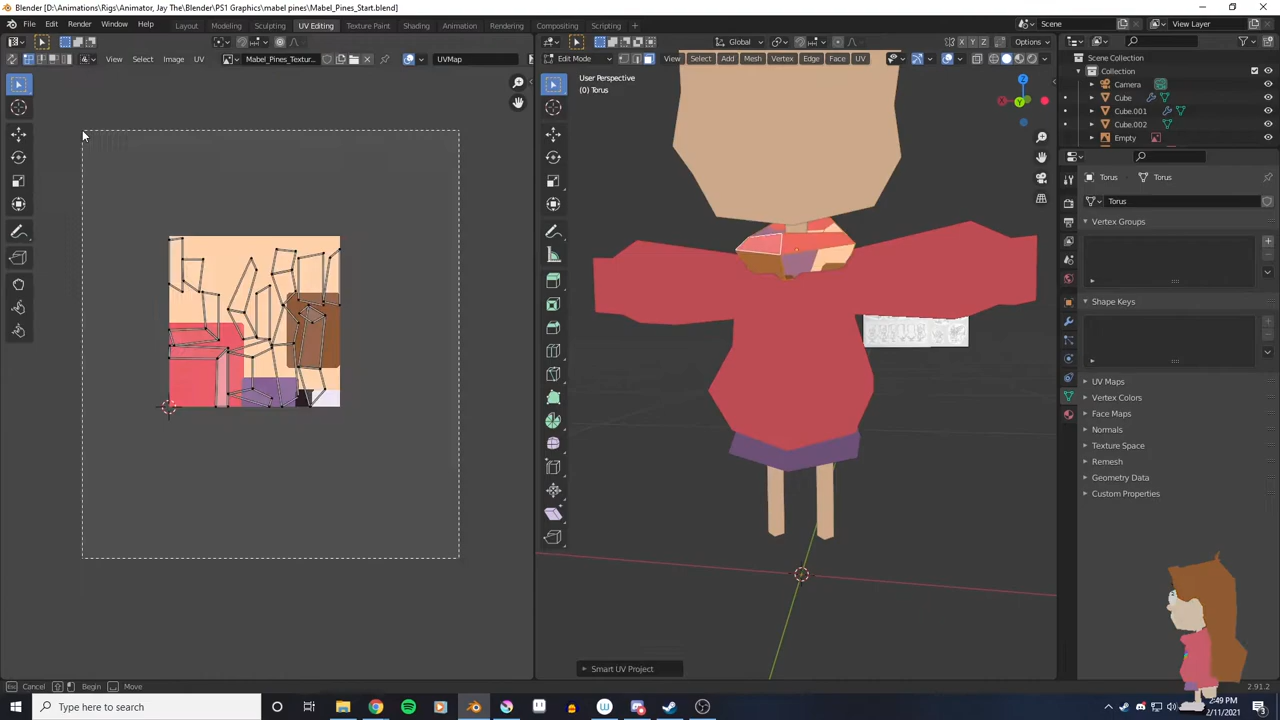 Blender [D:\Animations\Rigs\Animator, Jay The\Blender\PS1 Graphics\mabel pines\Mabel_Pines_Start.blend]
File Edit Render Window Help Layout Modeling Sculpting UV Editing Texture Paint Shading Animation Rendering Compositing Scripting + Scene View Layer
Global X Y Z Options
View Select Image UV Mabel_Pines_Textur... UVMap Edit Mode View Select Add Mesh Vertex Edge Face UV
Scene Collection
Collection
Camera
Cube
Cube.001
Cube.002
Empty
User Perspective
(0) Torus
Z
X
Y
Torus Torus
Torus
Vertex Groups
Shape Keys
UV Maps
Vertex Colors
Face Maps
Normals
Texture Space
Remesh
Geometry Data
Custom Properties
Smart UV Project
Cancel Begin Move 2.91.2
Type here to search
2:49 PM
2/11/2021